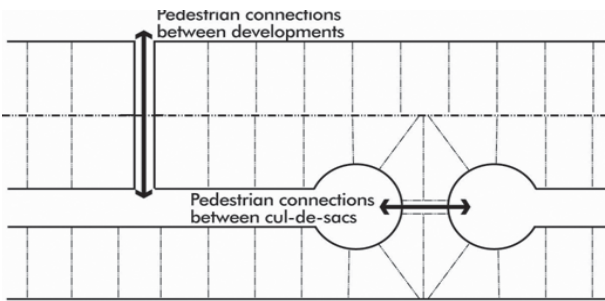 Pedestrian connections
between developments
Pedestrian connections
between cul-de-sacs